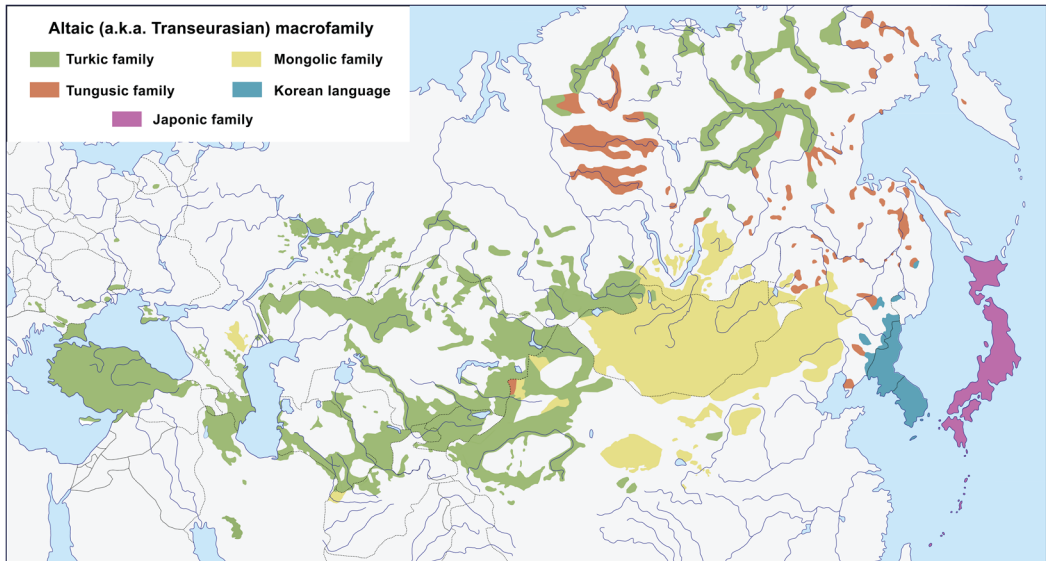 Altaic (a.k.a. Transeurasian) macrofamily
Turkic family
Mongolic family
Tungusic family
Korean language
Japonic family